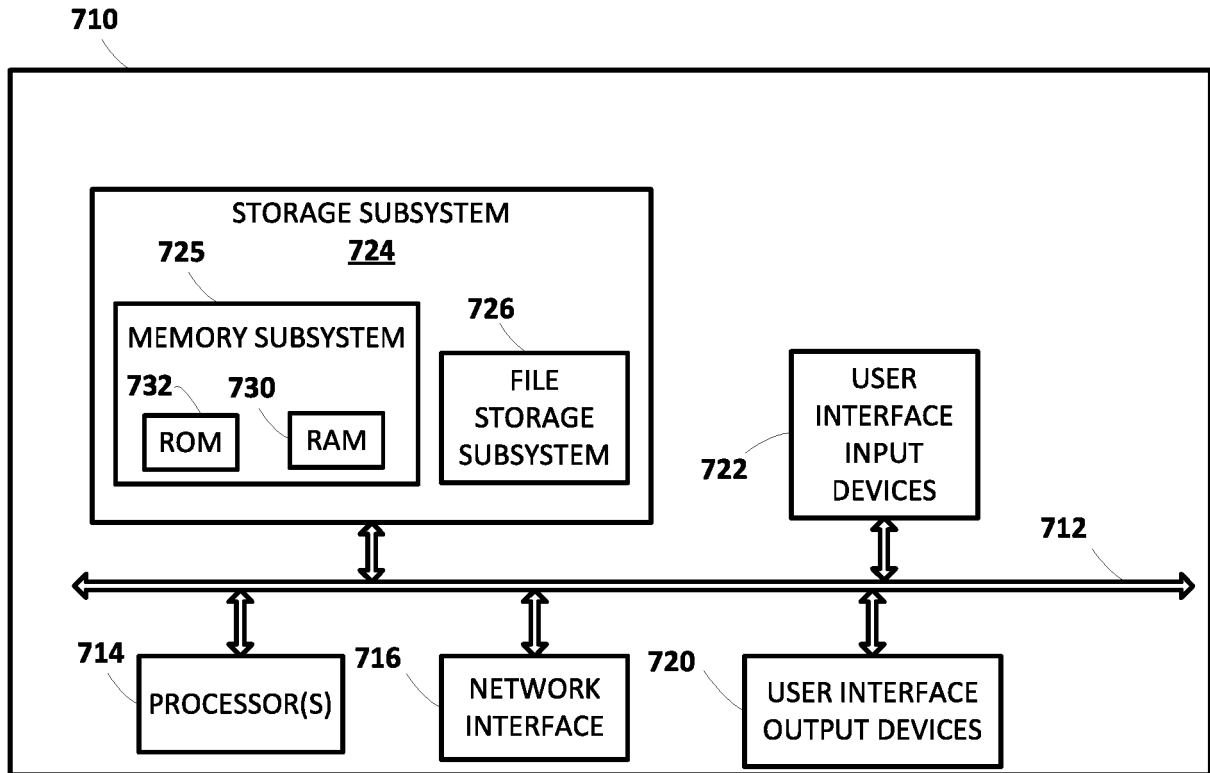 710
STORAGE SUBSYSTEM
724
725
MEMORY SUBSYSTEM
732
ROM
730
RAM
726
FILE
STORAGE
SUBSYSTEM
USER
INTERFACE
INPUT
DEVICES
722
712
714
PROCESSOR(S)
716
NETWORK
INTERFACE
720
USER INTERFACE
OUTPUT DEVICES